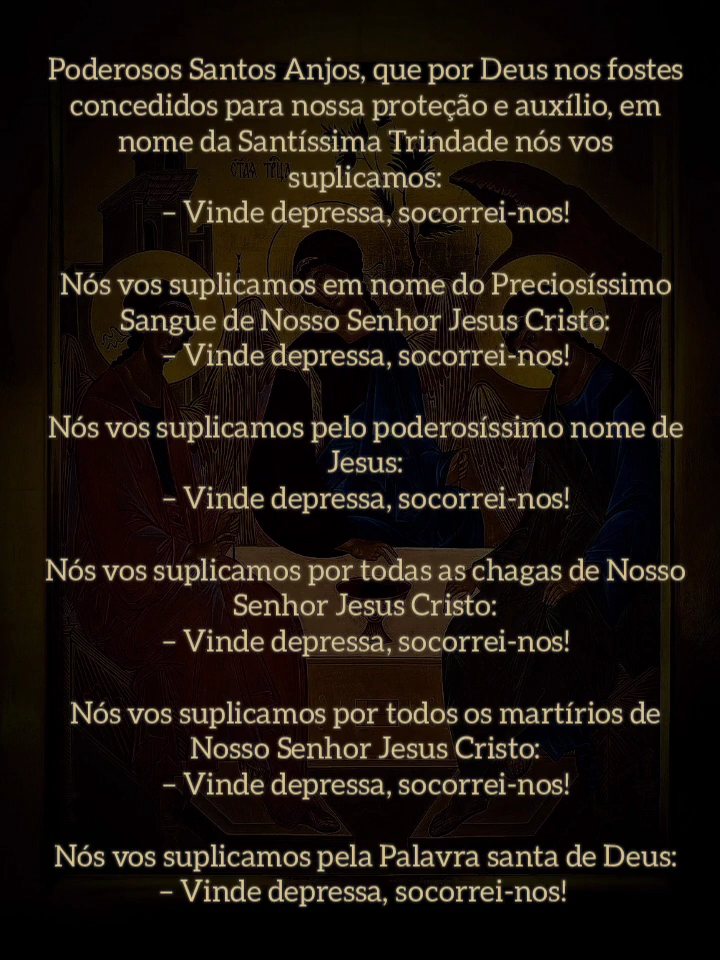 Poderosos Santos Anjos, que por Deus nos fostes
concedidos para nossa proteção e auxílio, em
nome da Santíssima Trindade nós vos
suplicamos:
– Vinde depressa, socorrei-nos!
Nós vos suplicamos em nome do Preciosíssimo
Sangue de Nosso Senhor Jesus Cristo:
– Vinde depressa, socorrei-nos!
Nós vos suplicamos pelo poderosíssimo nome de
Jesus:
– Vinde depressa, socorrei-nos!
Nós vos suplicamos por todas as chagas de Nosso
Senhor Jesus Cristo:
– Vinde depressa, socorrei-nos!
Nós vos suplicamos por todos os martírios de
Nosso Senhor Jesus Cristo:
– Vinde depressa, socorrei-nos!
Nós vos suplicamos pela Palavra santa de Deus:
– Vinde depressa, socorrei-nos!